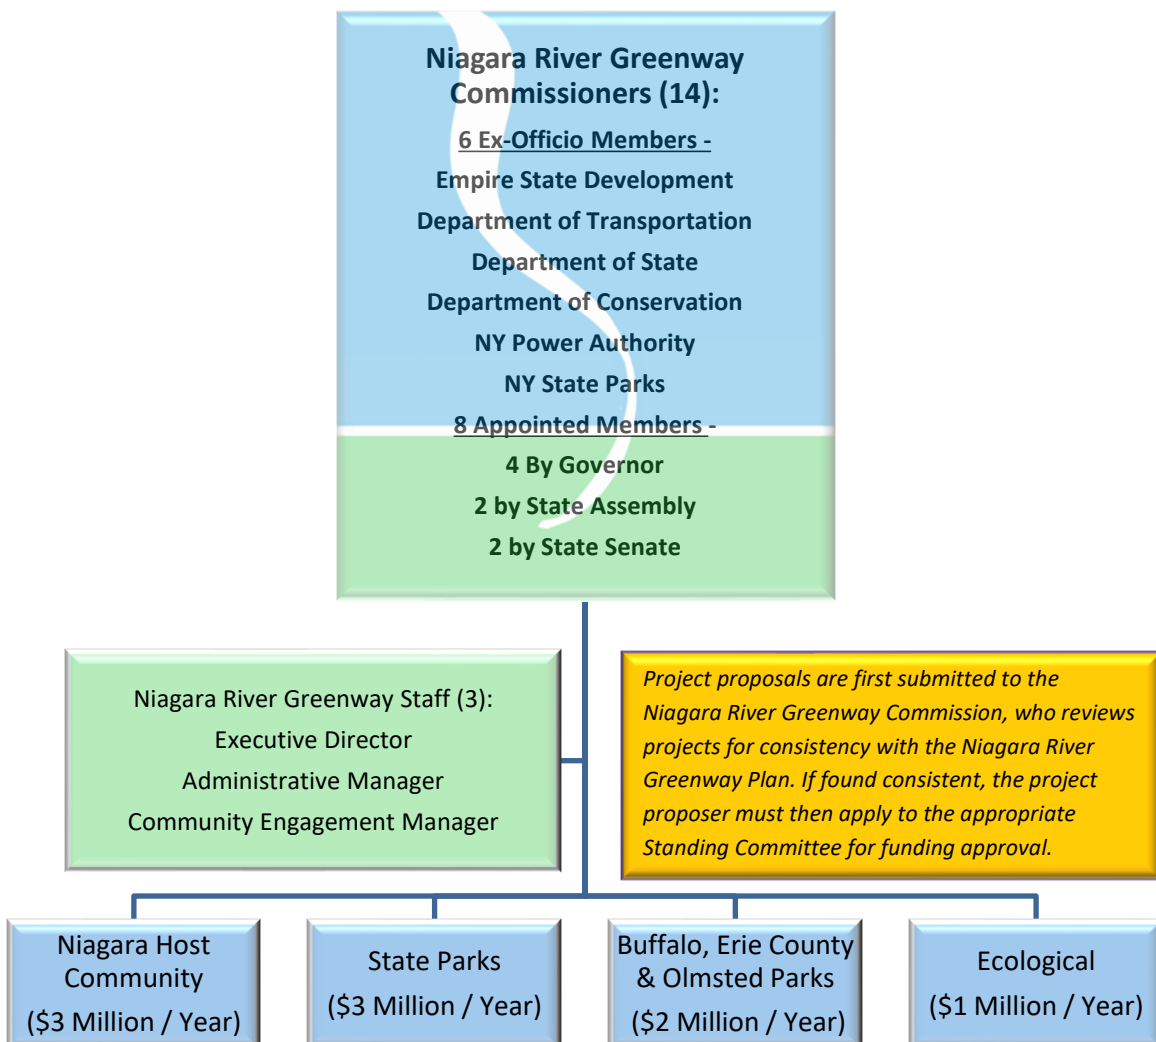 Niagara River Greenway
Commissioners (14):
6 Ex-Officio Members -
Empire State Development
Department of Transportation
Department of State
Department of Conservation
NY Power Authority
NY State Parks
8 Appointed Members -
4 By Governor
2 by State Assembly
2 by State Senate
Niagara River Greenway Staff (3):
Executive Director
Administrative Manager
Community Engagement Manager
Project proposals are first submitted to the
Niagara River Greenway Commission, who reviews
projects for consistency with the Niagara River
Greenway Plan. If found consistent, the project
proposer must then apply to the appropriate
Standing Committee for funding approval.
Niagara Host
Community
($3 Million / Year)
State Parks
($3 Million / Year)
Buffalo, Erie County
& Olmsted Parks
($2 Million / Year)
Ecological
($1 Million / Year)